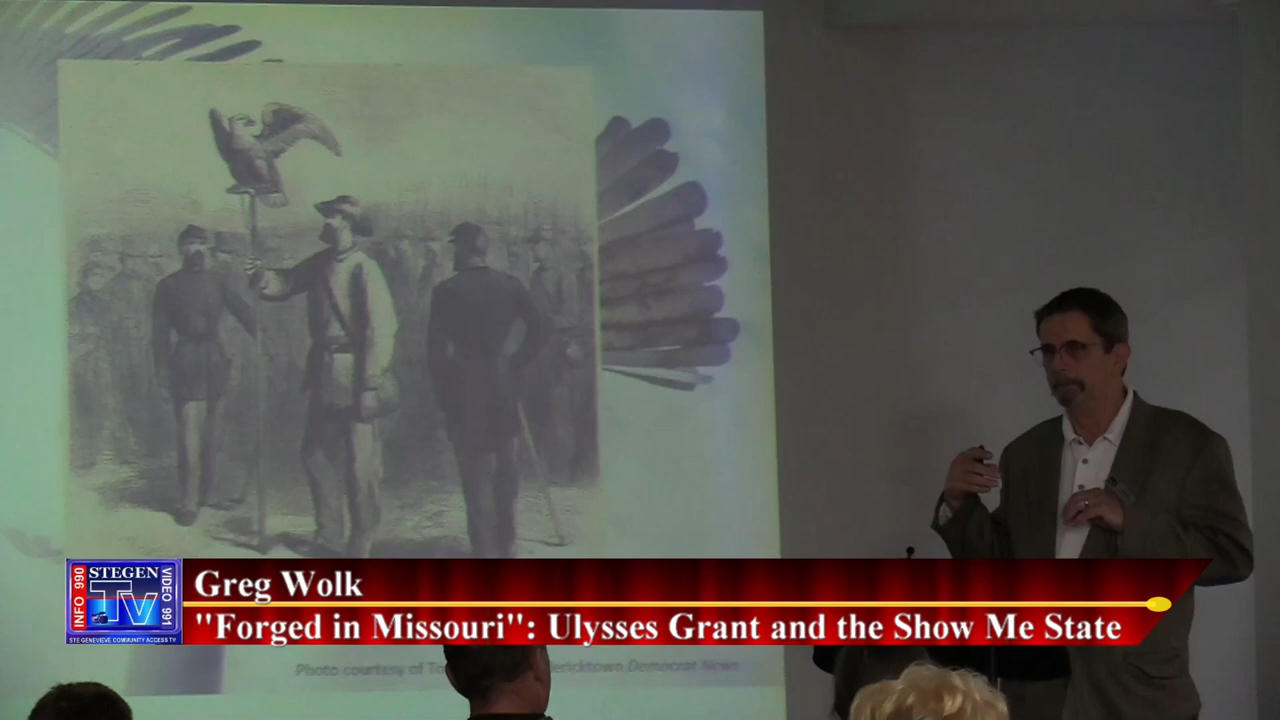 STEGEN
TV
INFO 990
VIDEO 991
STE GENEVIEVE COMMUNITY ACCESS TV
Greg Wolk
"Forged in Missouri": Ulysses Grant and the Show Me State
Photo courtesy of Democrat News